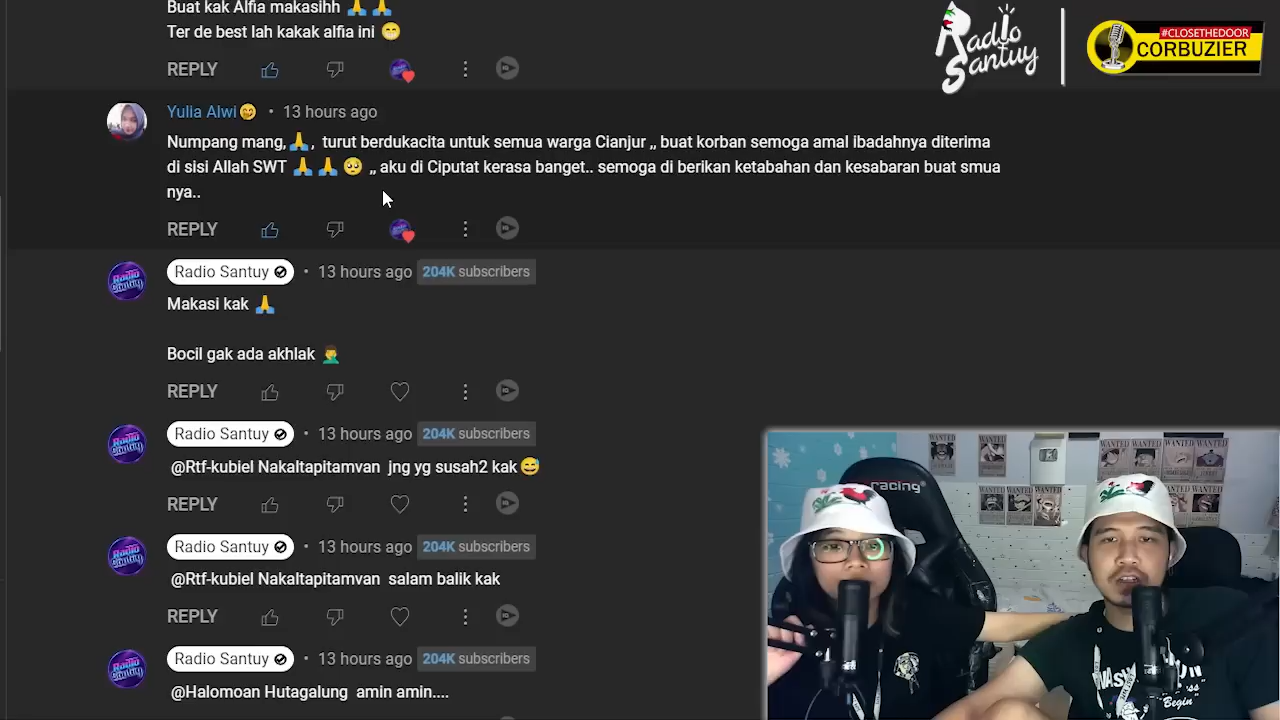 Buat kak Alfia makasihh 🙏🙏
Ter de best lah kakak alfia ini 😁
REPLY
Radio
Santuy
#CLOSETHEDOOR
CORBUZIER
Yulia Alwi😋 • 13 hours ago
Numpang mang,🙏, turut berdukacita untuk semua warga Cianjur ,, buat korban semoga amal ibadahnya diterima
di sisi Allah SWT 🙏🙏🥺 ,, aku di Ciputat kerasa banget.. semoga di berikan ketabahan dan kesabaran buat smua
nya..
REPLY
Radio Santuy • 13 hours ago 204K subscribers
Makasi kak 🙏
Bocil gak ada akhlak 🤦‍♂️
REPLY
Radio Santuy • 13 hours ago 204K subscribers
@Rtf-kubiel Nakaltapitamvan jng yg susah2 kak😅
REPLY
Radio Santuy • 13 hours ago 204K subscribers
@Rtf-kubiel Nakaltapitamvan salam balik kak
REPLY
Radio Santuy • 13 hours ago 204K subscribers
@Halomoan Hutagalung amin amin....
racing
WANTED
WANTED
WANTED
WANTED
WANTED
"Begin"